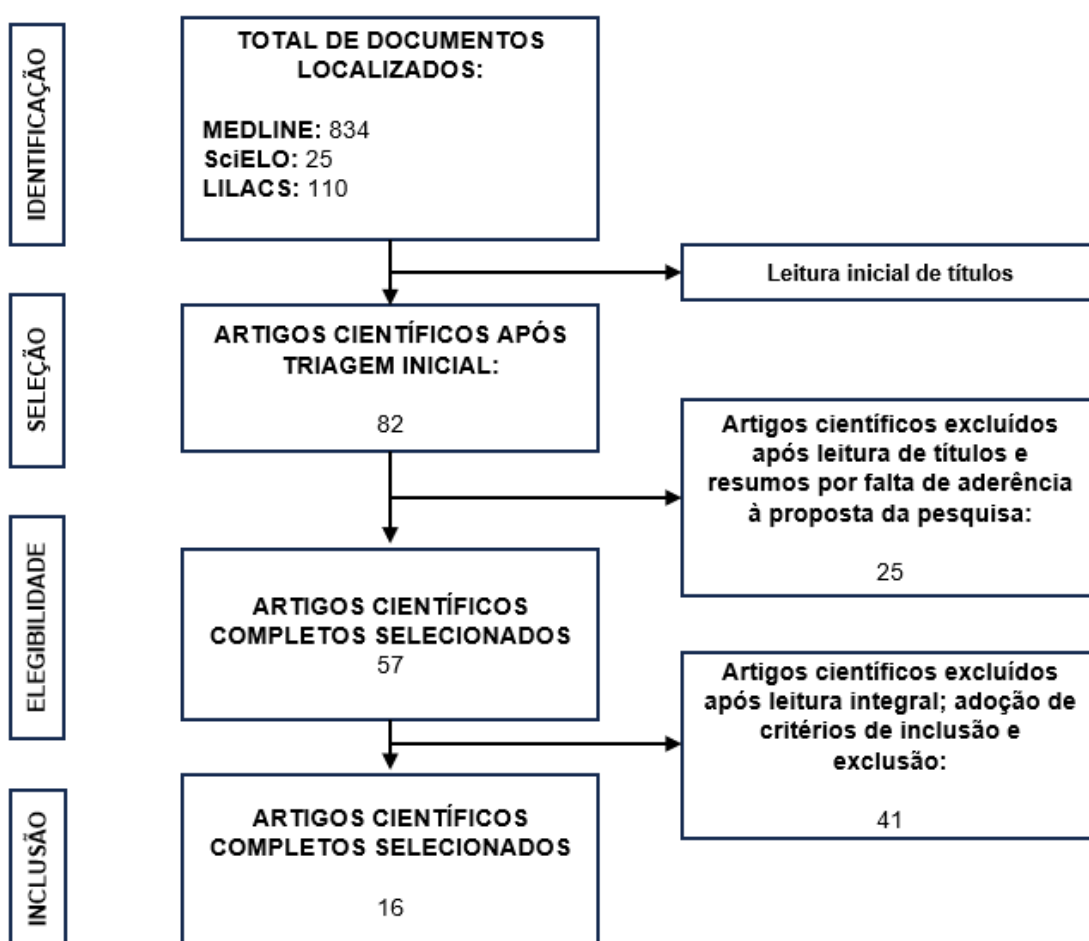 IDENTIFICAÇÃO
TOTAL DE DOCUMENTOS
LOCALIZADOS:
MEDLINE: 834
SciELO: 25
LILACS: 110
Leitura inicial de títulos
SELEÇÃO
ARTIGOS CIENTÍFICOS APÓS
TRIAGEM INICIAL:
82
Artigos científicos excluídos
após leitura de títulos e
resumos por falta de aderência
à proposta da pesquisa:
25
ELEGIBILIDADE
ARTIGOS CIENTÍFICOS
COMPLETOS SELECIONADOS
57
Artigos científicos excluídos
após leitura integral; adoção de
critérios de inclusão e
exclusão:
41
INCLUSÃO
ARTIGOS CIENTÍFICOS
COMPLETOS SELECIONADOS
16